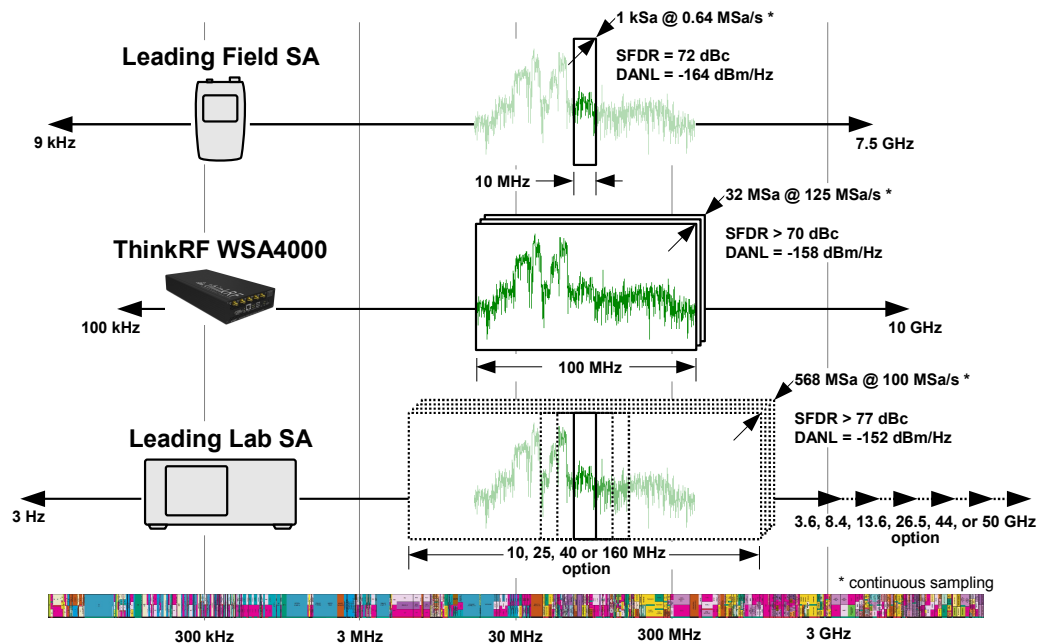 1 kSa @ 0.64 MSa/s *
Leading Field SA
SFDR = 72 dBc
DANL = -164 dBm/Hz
9 kHz
7.5 GHz
10 MHz
32 MSa @ 125 MSa/s *
ThinkRF WSA4000
SFDR > 70 dBc
DANL = -158 dBm/Hz
ThinkRF
100 kHz
10 GHz
100 MHz
568 MSa @ 100 MSa/s *
Leading Lab SA
SFDR > 77 dBc
DANL = -152 dBm/Hz
3 Hz
3.6, 8.4, 13.6, 26.5, 44, or 50 GHz
option
10, 25, 40 or 160 MHz
option
* continuous sampling
300 kHz
3 MHz
30 MHz
300 MHz
3 GHz